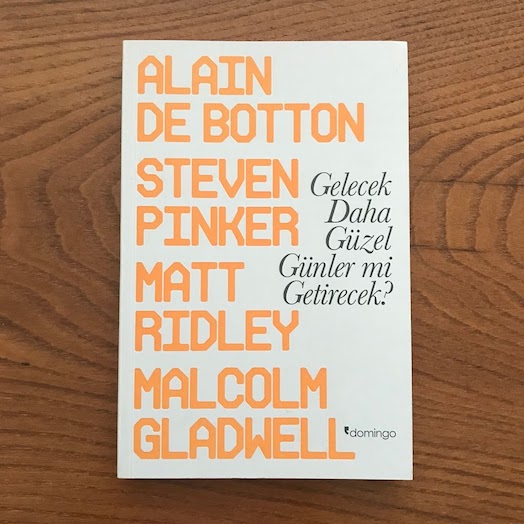 ALAIN
DE BOTTON
STEVEN
PINKER
MATT
RIDLEY
MALCOLM
GLADWELL
Gelecek
Daha
Güzel
Günler mi
Getirecek?
domingo